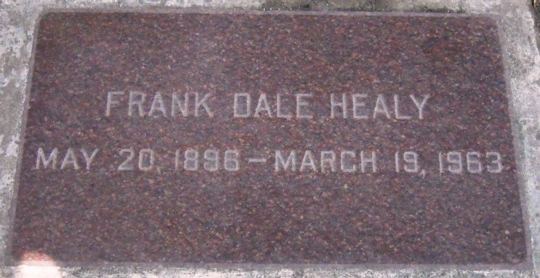 FRANK DALE HEALY
MAY 20, 1896 – MARCH 19, 1963